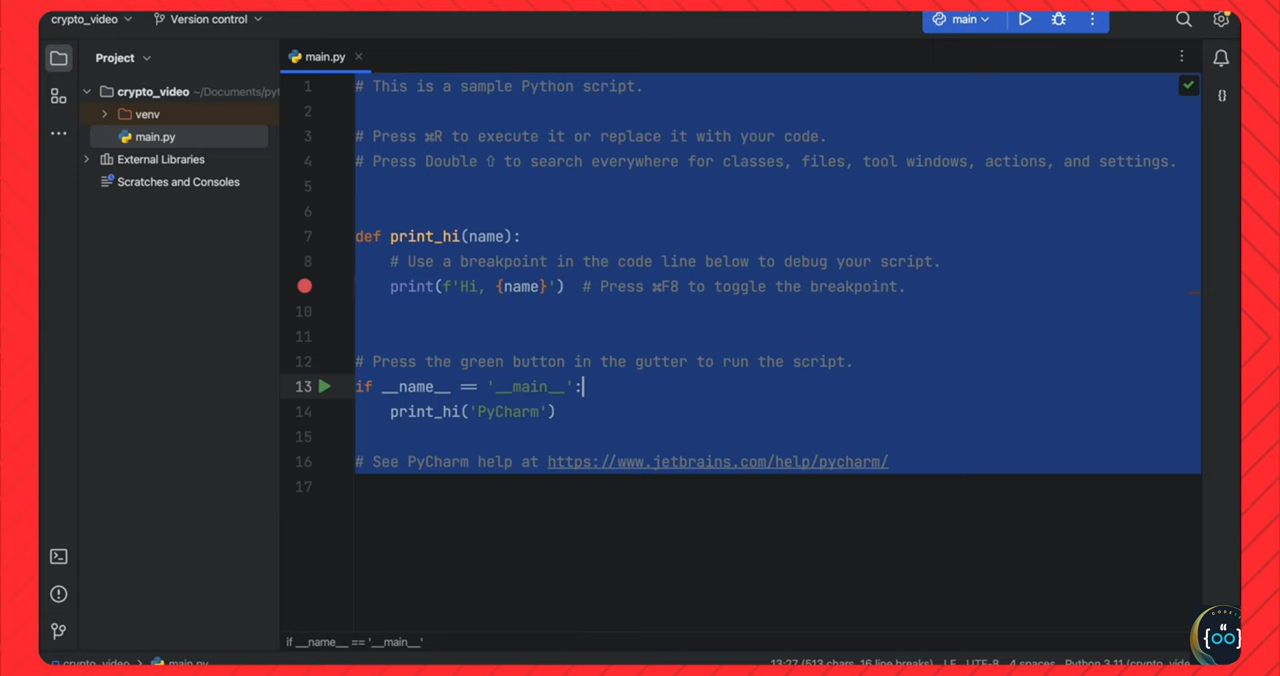 crypto_video
Version control
main
Project
main.py
crypto_video ~/Documents/pyt
venv
main.py
External Libraries
Scratches and Consoles
1 # This is a sample Python script.
2
3 # Press ⌘R to execute it or replace it with your code.
4 # Press Double ⇧ to search everywhere for classes, files, tool windows, actions, and settings.
5
6
7 def print_hi(name):
8 # Use a breakpoint in the code line below to debug your script.
print(f'Hi, {name}') # Press ⌘F8 to toggle the breakpoint.
10
11
12 # Press the green button in the gutter to run the script.
13 if __name__ == '__main__':
14 print_hi('PyCharm')
15
16 # See PyCharm help at https://www.jetbrains.com/help/pycharm/
17
if __name__ == '__main__'
crypto_video > main.py
13:27 (513 chars, 16 line breaks) LF UTF-8 4 spaces Python 3.11 (crypto_vide